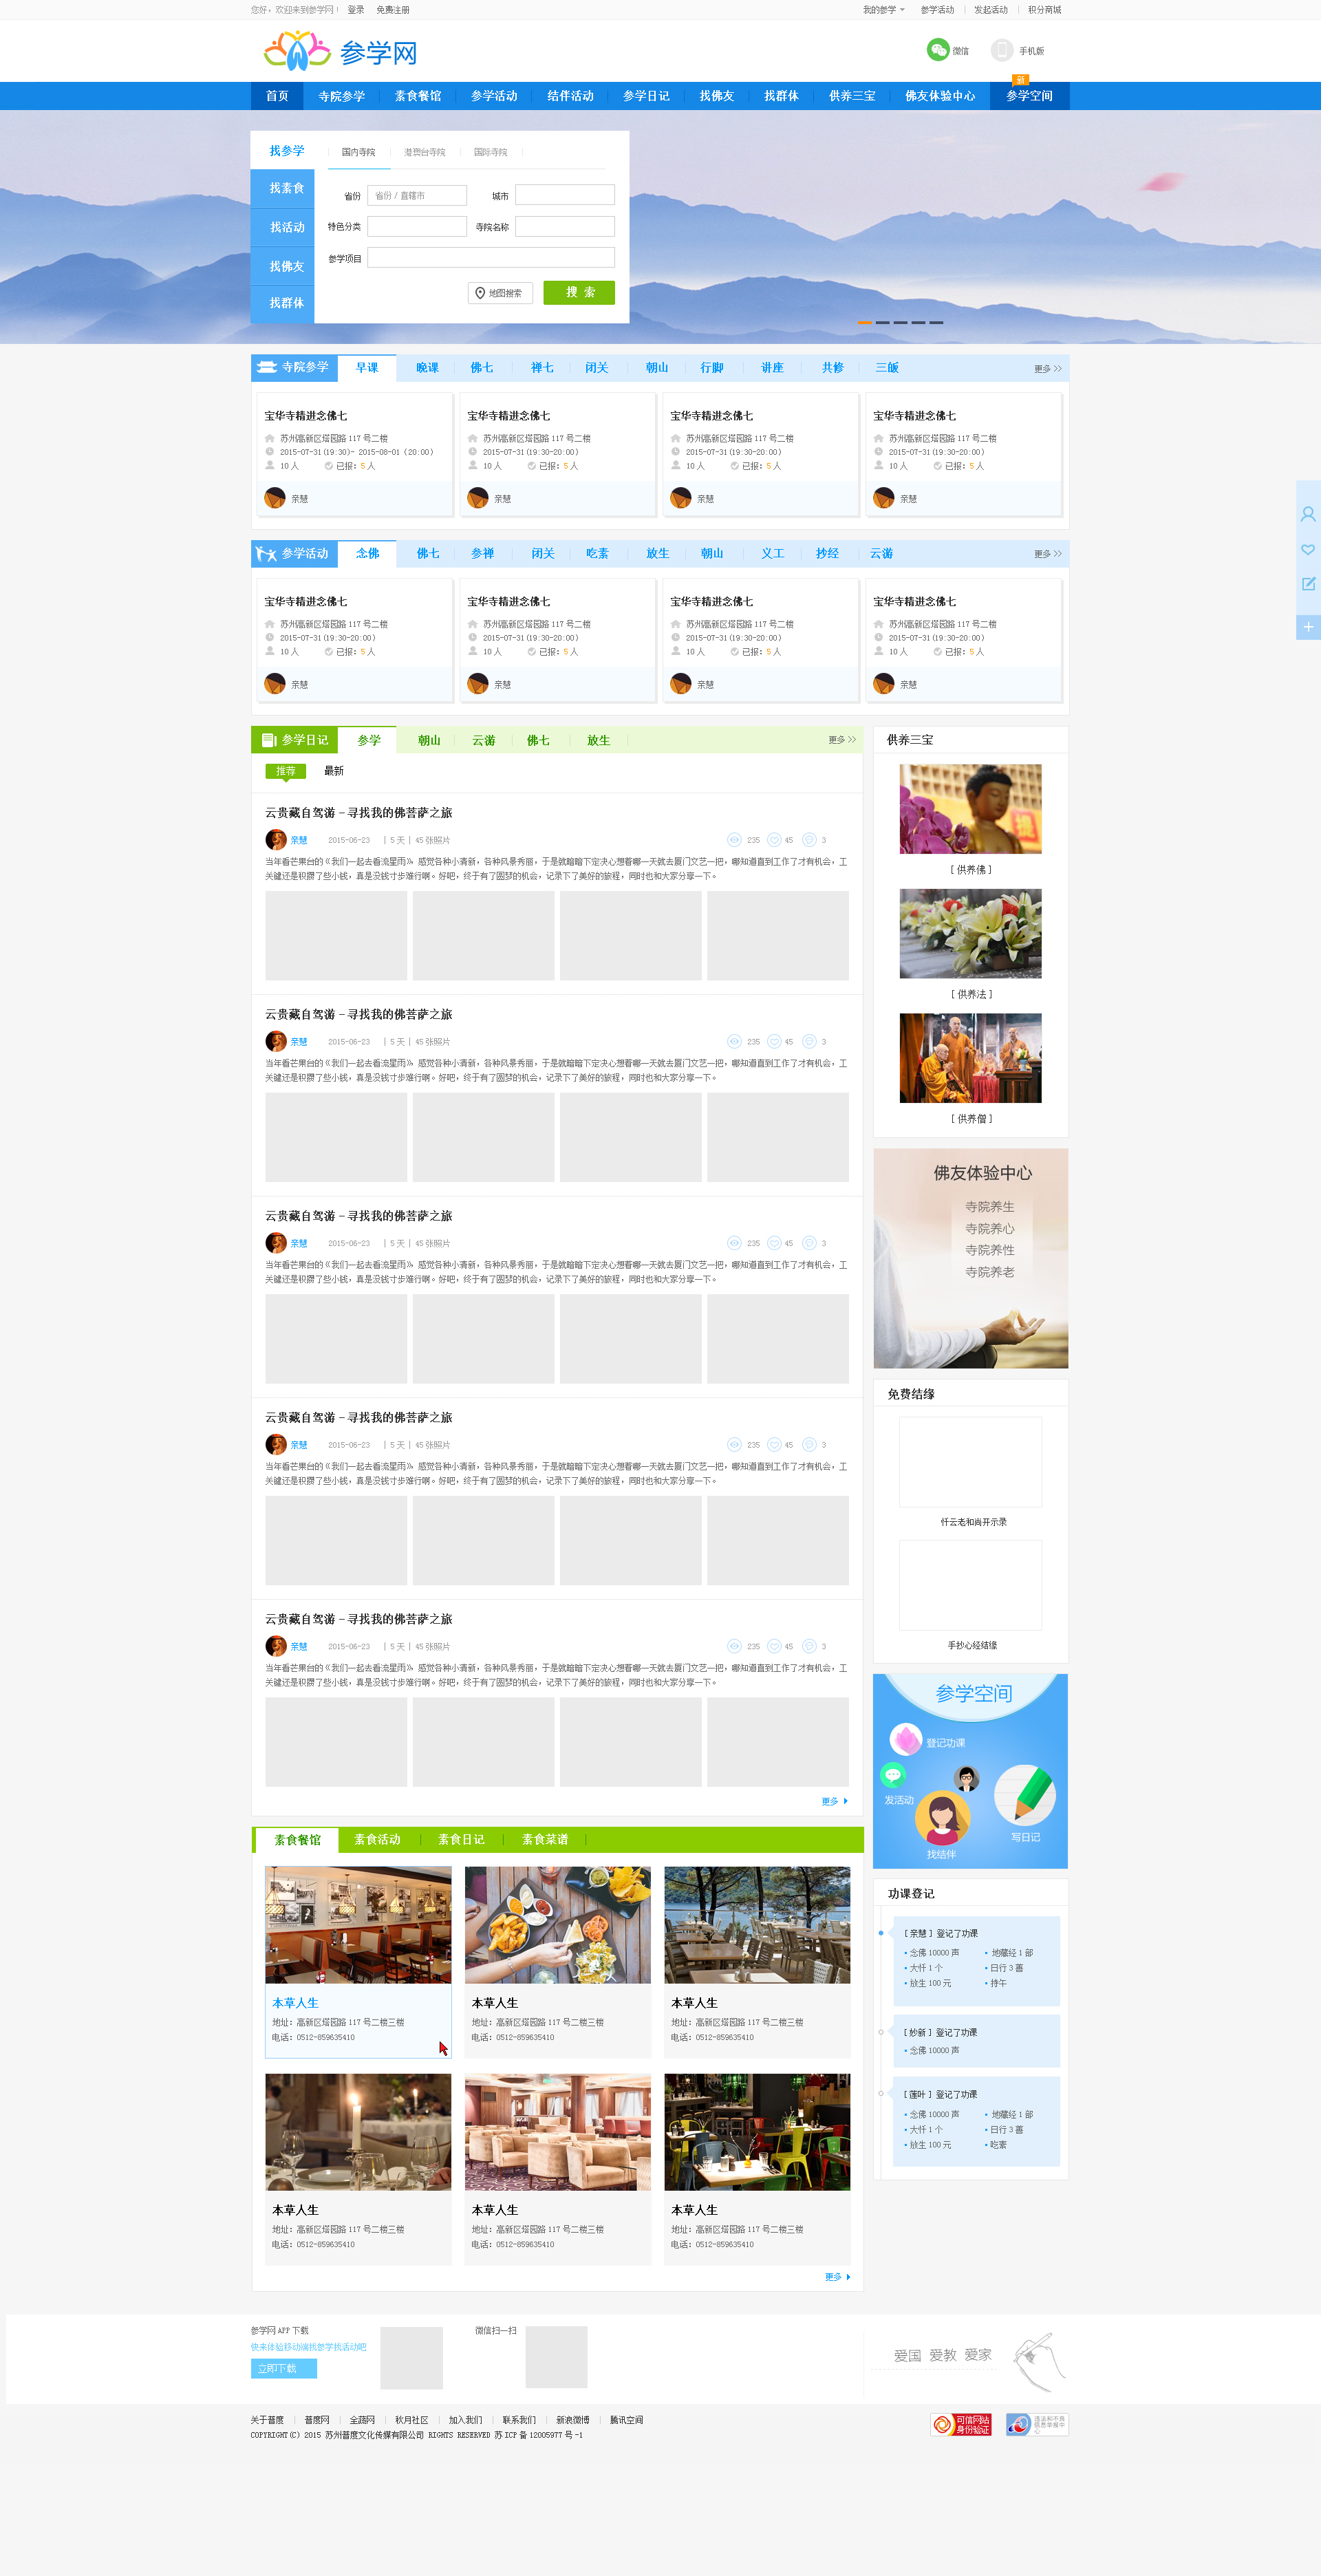 您好，欢迎来到参学网！ 登录 免费注册
我的参学 参学活动 发起活动 积分商城
参学网
微信 手机版
新
首页 寺院参学 素食餐馆 参学活动 结伴活动 参学日记 找佛友 找群体 供养三宝 佛友体验中心 参学空间
找参学 国内寺院 港澳台寺院 国际寺院
找素食
找活动
找佛友
找群体
省份 省份 / 直辖市 城市
特色分类 寺院名称
参学项目
地图搜索 搜 索
寺院参学 早课 晚课 佛七 禅七 闭关 朝山 行脚 讲座 共修 三皈 更多
宝华寺精进念佛七 宝华寺精进念佛七 宝华寺精进念佛七 宝华寺精进念佛七
苏州高新区塔园路 117 号二楼 苏州高新区塔园路 117 号二楼 苏州高新区塔园路 117 号二楼 苏州高新区塔园路 117 号二楼
2015-07-31 (19:30)- 2015-08-01 (20:00) 2015-07-31 (19:30-20:00) 2015-07-31 (19:30-20:00) 2015-07-31 (19:30-20:00)
10 人 已报：5 人 10 人 已报：5 人 10 人 已报：5 人 10 人 已报：5 人
亲慧 亲慧 亲慧 亲慧
参学活动 念佛 佛七 参禅 闭关 吃素 放生 朝山 义工 抄经 云游 更多
宝华寺精进念佛七 宝华寺精进念佛七 宝华寺精进念佛七 宝华寺精进念佛七
苏州高新区塔园路 117 号二楼 苏州高新区塔园路 117 号二楼 苏州高新区塔园路 117 号二楼 苏州高新区塔园路 117 号二楼
2015-07-31 (19:30-20:00) 2015-07-31 (19:30-20:00) 2015-07-31 (19:30-20:00) 2015-07-31 (19:30-20:00)
10 人 已报：5 人 10 人 已报：5 人 10 人 已报：5 人 10 人 已报：5 人
亲慧 亲慧 亲慧 亲慧
参学日记 参学 朝山 云游 佛七 放生 更多
推荐 最新
云贵藏自驾游－寻找我的佛菩萨之旅
亲慧 2015-06-23 | 5 天 | 45 张照片 235 45 3
当年看芒果台的《我们一起去看流星雨》，感觉各种小清新，各种风景秀丽，于是就暗暗下定决心想着哪一天就去厦门文艺一把，哪知道直到工作了才有机会，工
关键还是积攒了些小钱，真是没钱寸步难行啊。好吧，终于有了圆梦的机会，记录下了美好的旅程，同时也和大家分享一下。
云贵藏自驾游－寻找我的佛菩萨之旅
亲慧 2015-06-23 | 5 天 | 45 张照片 235 45 3
当年看芒果台的《我们一起去看流星雨》，感觉各种小清新，各种风景秀丽，于是就暗暗下定决心想着哪一天就去厦门文艺一把，哪知道直到工作了才有机会，工
关键还是积攒了些小钱，真是没钱寸步难行啊。好吧，终于有了圆梦的机会，记录下了美好的旅程，同时也和大家分享一下。
云贵藏自驾游－寻找我的佛菩萨之旅
亲慧 2015-06-23 | 5 天 | 45 张照片 235 45 3
当年看芒果台的《我们一起去看流星雨》，感觉各种小清新，各种风景秀丽，于是就暗暗下定决心想着哪一天就去厦门文艺一把，哪知道直到工作了才有机会，工
关键还是积攒了些小钱，真是没钱寸步难行啊。好吧，终于有了圆梦的机会，记录下了美好的旅程，同时也和大家分享一下。
云贵藏自驾游－寻找我的佛菩萨之旅
亲慧 2015-06-23 | 5 天 | 45 张照片 235 45 3
当年看芒果台的《我们一起去看流星雨》，感觉各种小清新，各种风景秀丽，于是就暗暗下定决心想着哪一天就去厦门文艺一把，哪知道直到工作了才有机会，工
关键还是积攒了些小钱，真是没钱寸步难行啊。好吧，终于有了圆梦的机会，记录下了美好的旅程，同时也和大家分享一下。
云贵藏自驾游－寻找我的佛菩萨之旅
亲慧 2015-06-23 | 5 天 | 45 张照片 235 45 3
当年看芒果台的《我们一起去看流星雨》，感觉各种小清新，各种风景秀丽，于是就暗暗下定决心想着哪一天就去厦门文艺一把，哪知道直到工作了才有机会，工
关键还是积攒了些小钱，真是没钱寸步难行啊。好吧，终于有了圆梦的机会，记录下了美好的旅程，同时也和大家分享一下。
更多
供养三宝
[ 供养佛 ]
[ 供养法 ]
[ 供养僧 ]
佛友体验中心
寺院养生
寺院养心
寺院养性
寺院养老
免费结缘
忏云老和尚开示录
手抄心经结缘
参学空间
登记功课
发活动
写日记
找结伴
功课登记
[ 亲慧 ] 登记了功课
念佛 10000 声 地藏经 1 部
大忏 1 个 日行 3 善
放生 100 元 持午
[ 妙新 ] 登记了功课
念佛 10000 声
[ 莲叶 ] 登记了功课
念佛 10000 声 地藏经 1 部
大忏 1 个 日行 3 善
放生 100 元 吃素
素食餐馆 素食活动 素食日记 素食菜谱
本草人生 本草人生 本草人生
地址：高新区塔园路 117 号二楼三楼 地址：高新区塔园路 117 号二楼三楼 地址：高新区塔园路 117 号二楼三楼
电话：0512-859635410 电话：0512-859635410 电话：0512-859635410
本草人生 本草人生 本草人生
地址：高新区塔园路 117 号二楼三楼 地址：高新区塔园路 117 号二楼三楼 地址：高新区塔园路 117 号二楼三楼
电话：0512-859635410 电话：0512-859635410 电话：0512-859635410
更多
参学网 APP 下载 微信扫一扫
快来体验移动端找参学找活动吧
立即下载
爱国 爱教 爱家
关于普度 普度网 全蔬网 秋月社区 加入我们 联系我们 新浪微博 腾讯空间
COPYRIGHT(C) 2015 苏州普度文化传媒有限公司 RIGHTS RESERVED 苏 ICP 备 12005977 号 -1
可信网站
身份验证
违法和不良
信息举报中
心